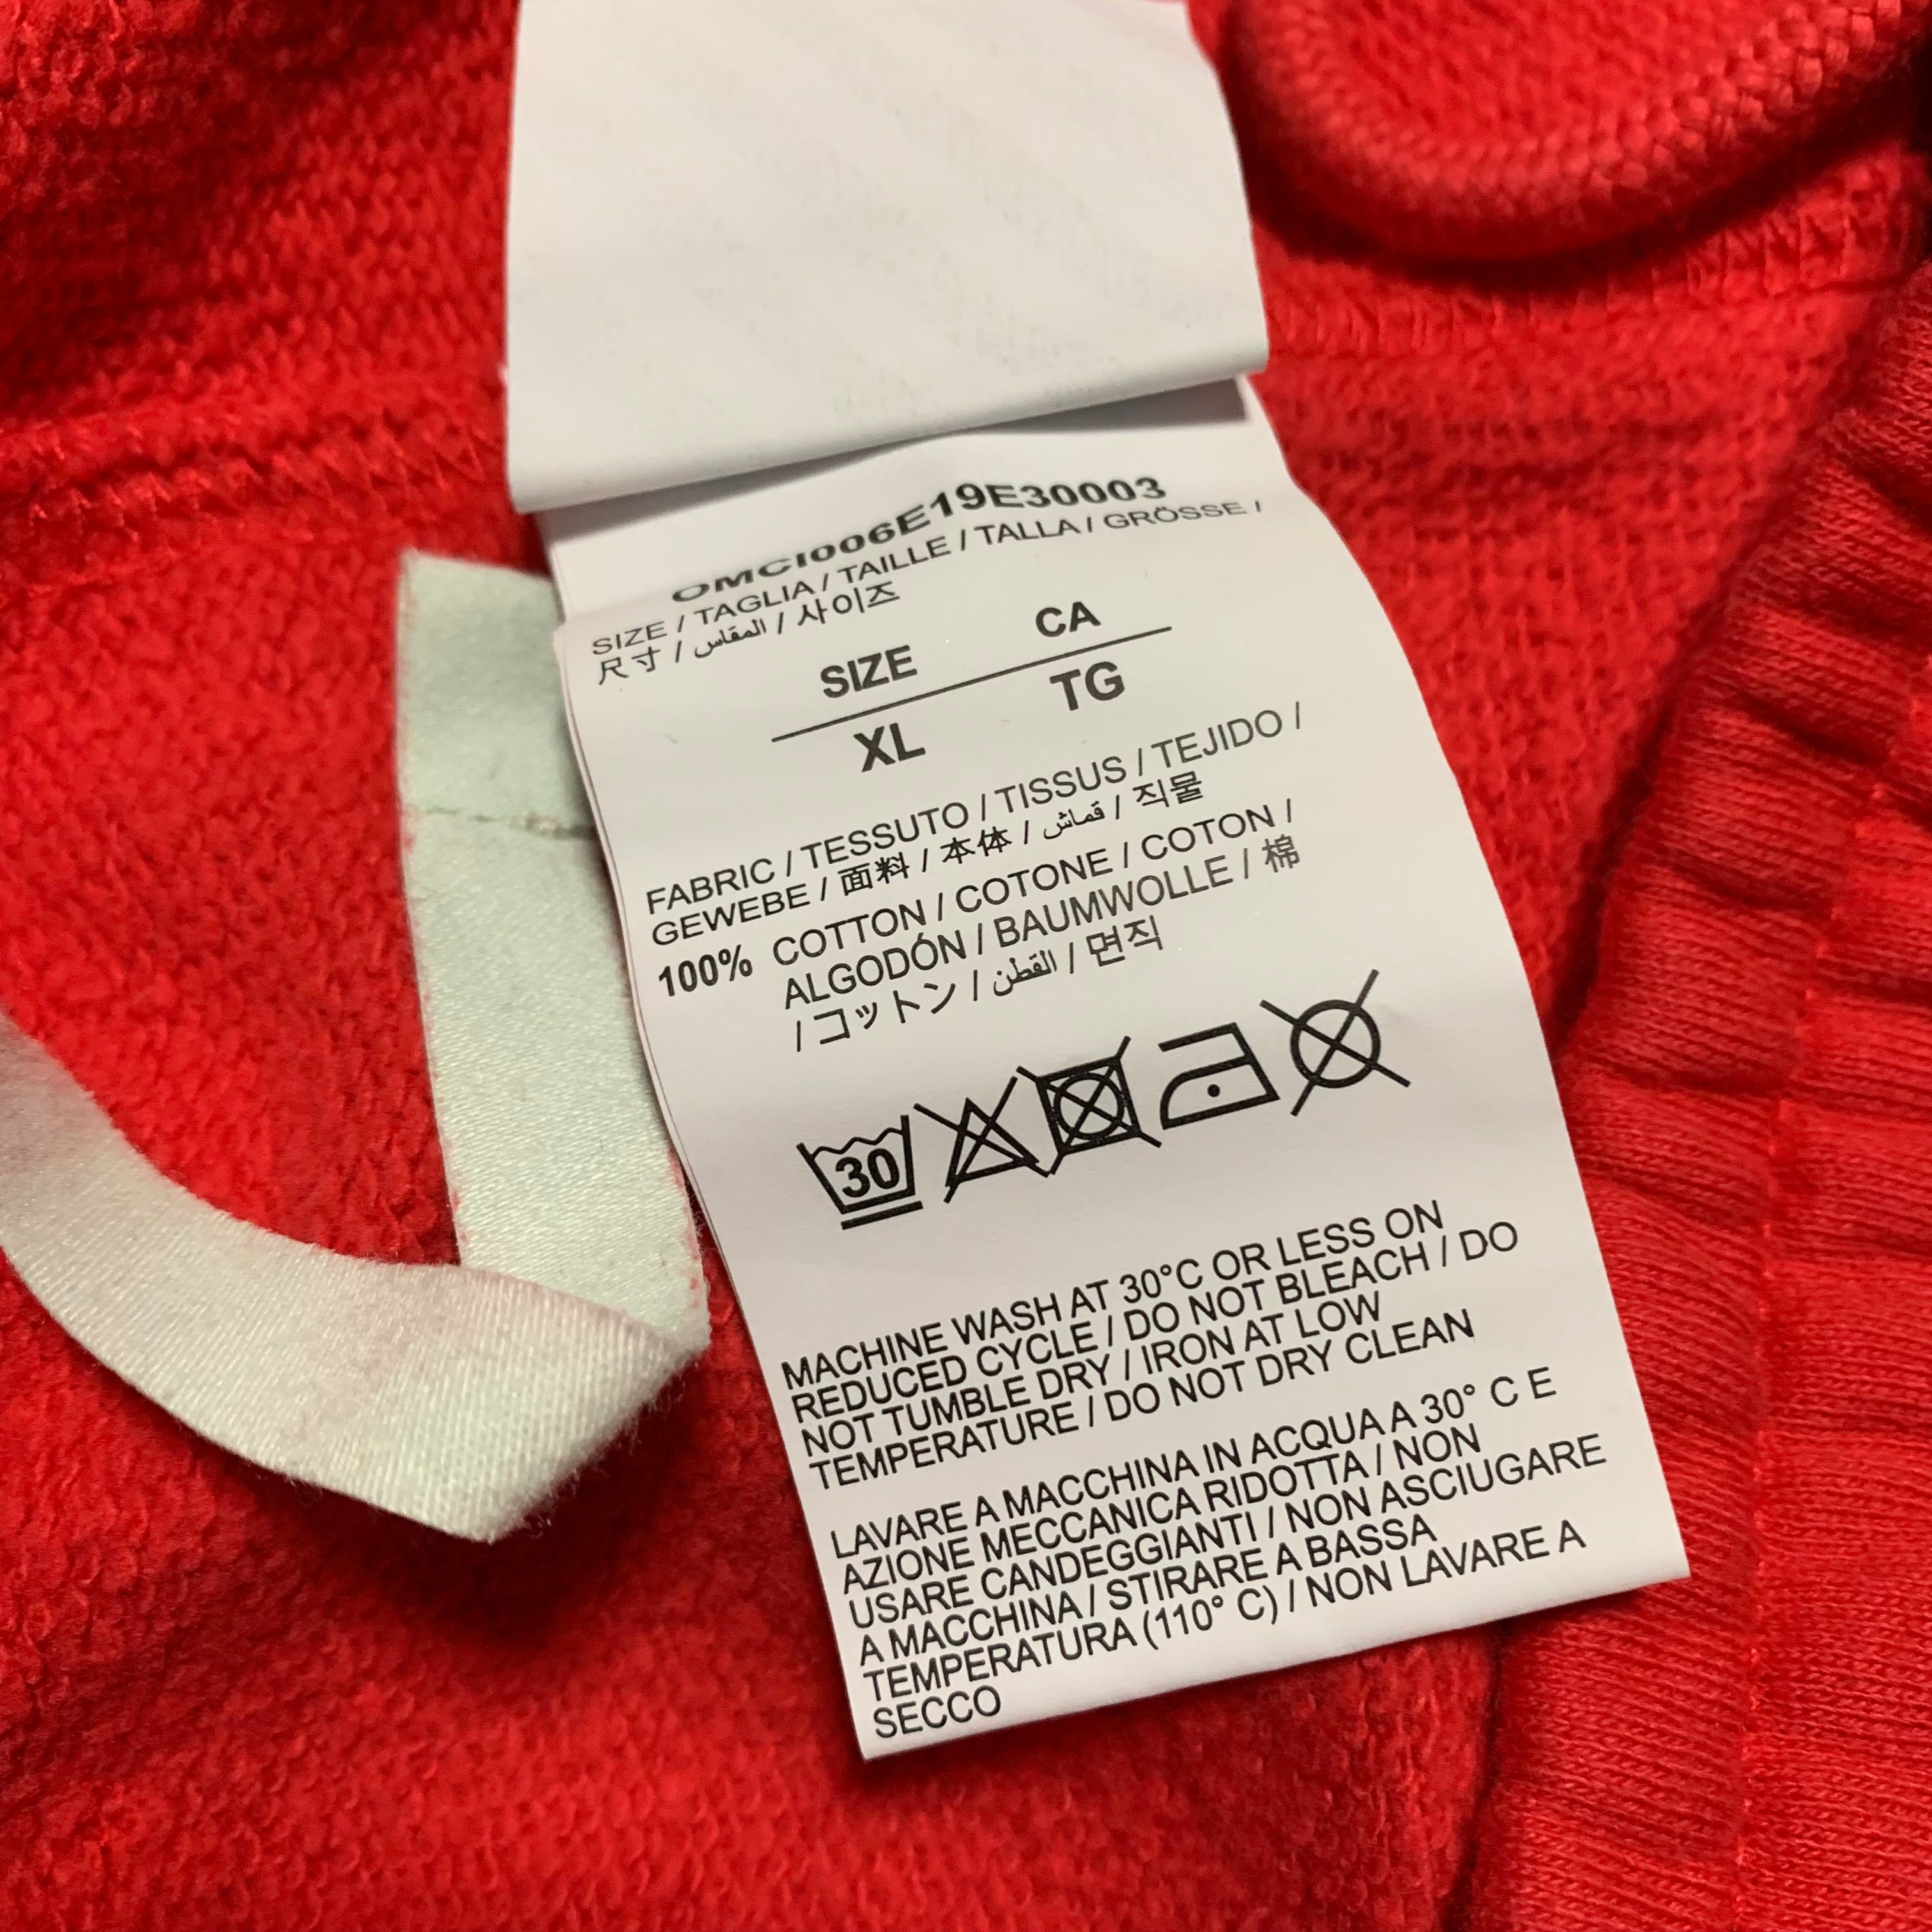 OMCI006E19E30003
SIZE / TAGLIA / TAILLE / TALLA / GRÖSSE /
尺寸 / المقاس / 사이즈
SIZE CA
XL TG
FABRIC / TESSUTO / TISSUS / TEJIDO /
GEWEBE / 面料 / 本体 / قماش / 직물
100% COTTON / COTONE / COTON /
ALGODÓN / BAUMWOLLE / 棉
/ コットン / القطن / 면직
30
MACHINE WASH AT 30°C OR LESS ON
REDUCED CYCLE / DO NOT BLEACH / DO
NOT TUMBLE DRY / IRON AT LOW
TEMPERATURE / DO NOT DRY CLEAN
LAVARE A MACCHINA IN ACQUA A 30° C E
AZIONE MECCANICA RIDOTTA / NON
USARE CANDEGGIANTI / NON ASCIUGARE
A MACCHINA / STIRARE A BASSA
TEMPERATURA (110° C) / NON LAVARE A
SECCO